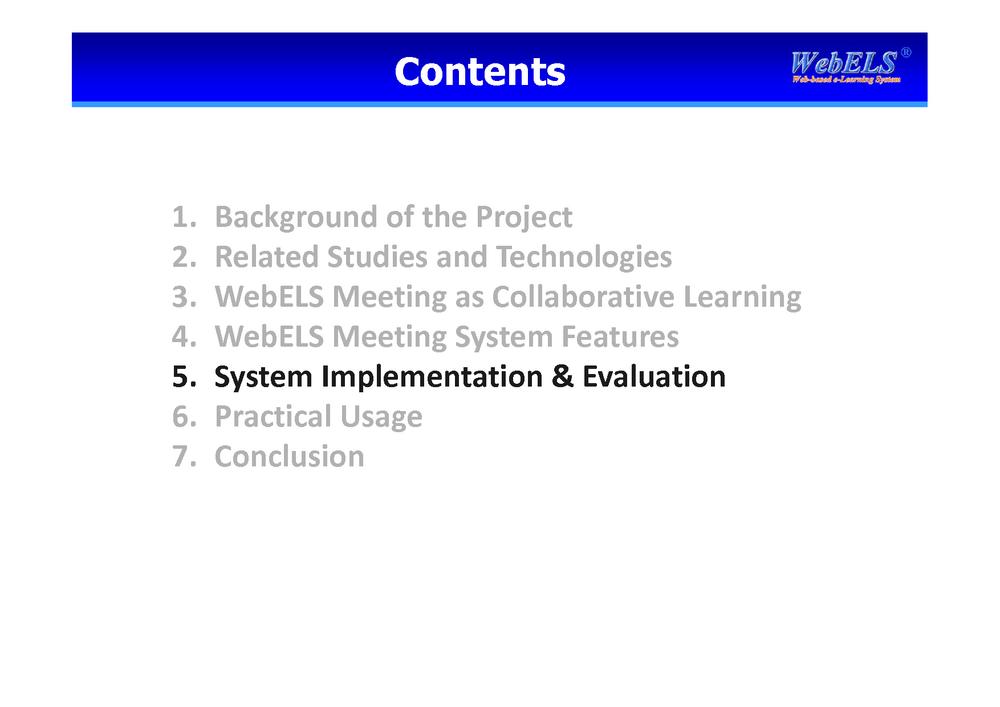 Contents
WebELS®
Web-based e-Learning System
1. Background of the Project
2. Related Studies and Technologies
3. WebELS Meeting as Collaborative Learning
4. WebELS Meeting System Features
5. System Implementation & Evaluation
6. Practical Usage
7. Conclusion